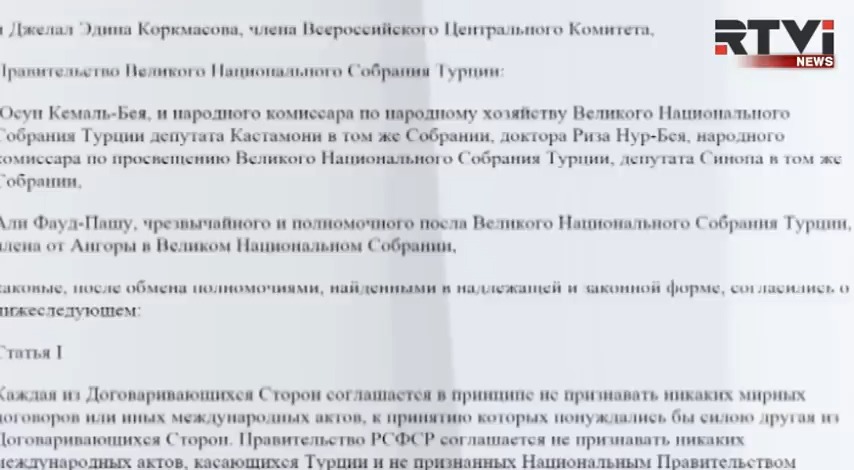 и Джелал Эдина Коркмасова, члена Всероссийского Центрального Комитета,
RTVi
NEWS
Правительство Великого Национального Собрания Турции:
Юсуп Кемаль-Бея, и народного комиссара по народному хозяйству Великого Национального
Собрания Турции депутата Кастамони в том же Собрании, доктора Риза Нур-Бея, народного
комиссара по просвещению Великого Национального Собрания Турции, депутата Синопа в том же
Собрании,
Али Фауд-Пашу, чрезвычайного и полномочного посла Великого Национального Собрания Турции,
члена от Ангоры в Великом Национальном Собрании,
каковые, после обмена полномочиями, найденными в надлежащей и законной форме, согласились о
нижеследующем:
Статья I
Каждая из Договаривающихся Сторон соглашается в принципе не признавать никаких мирных
договоров или иных международных актов, к принятию которых понуждались бы силою другая из
Договаривающихся Сторон. Правительство РСФСР соглашается не признавать никаких
международных актов, касающихся Турции и не признанных Национальным Правительством